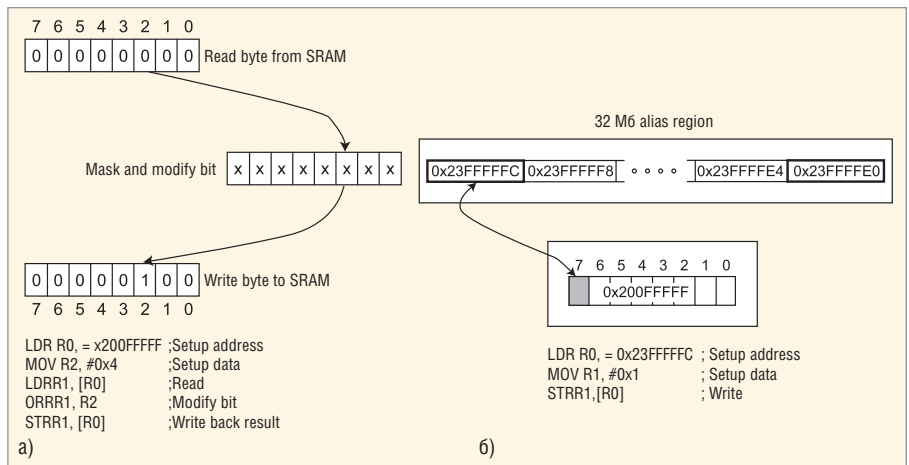 7 6 5 4 3 2 1 0
0 0 0 0 0 0 0 0 Read byte from SRAM
Mask and modify bit x x x x x x x x
0 0 0 0 0 1 0 0 Write byte to SRAM
7 6 5 4 3 2 1 0
LDR R0, = x200FFFFF ;Setup address
MOV R2, #0x4 ;Setup data
LDRR1, [R0] ;Read
ORRR1, R2 ;Modify bit
STRR1, [R0] ;Write back result
а)
32 Мб alias region
0x23FFFFFC 0x23FFFFF8 0x23FFFFE4 0x23FFFFE0
7 6 5 4 3 2 1 0
0x200FFFFF
LDR R0, = 0x23FFFFFC ; Setup address
MOV R1, #0x1 ; Setup data
STRR1,[R0] ; Write
б)